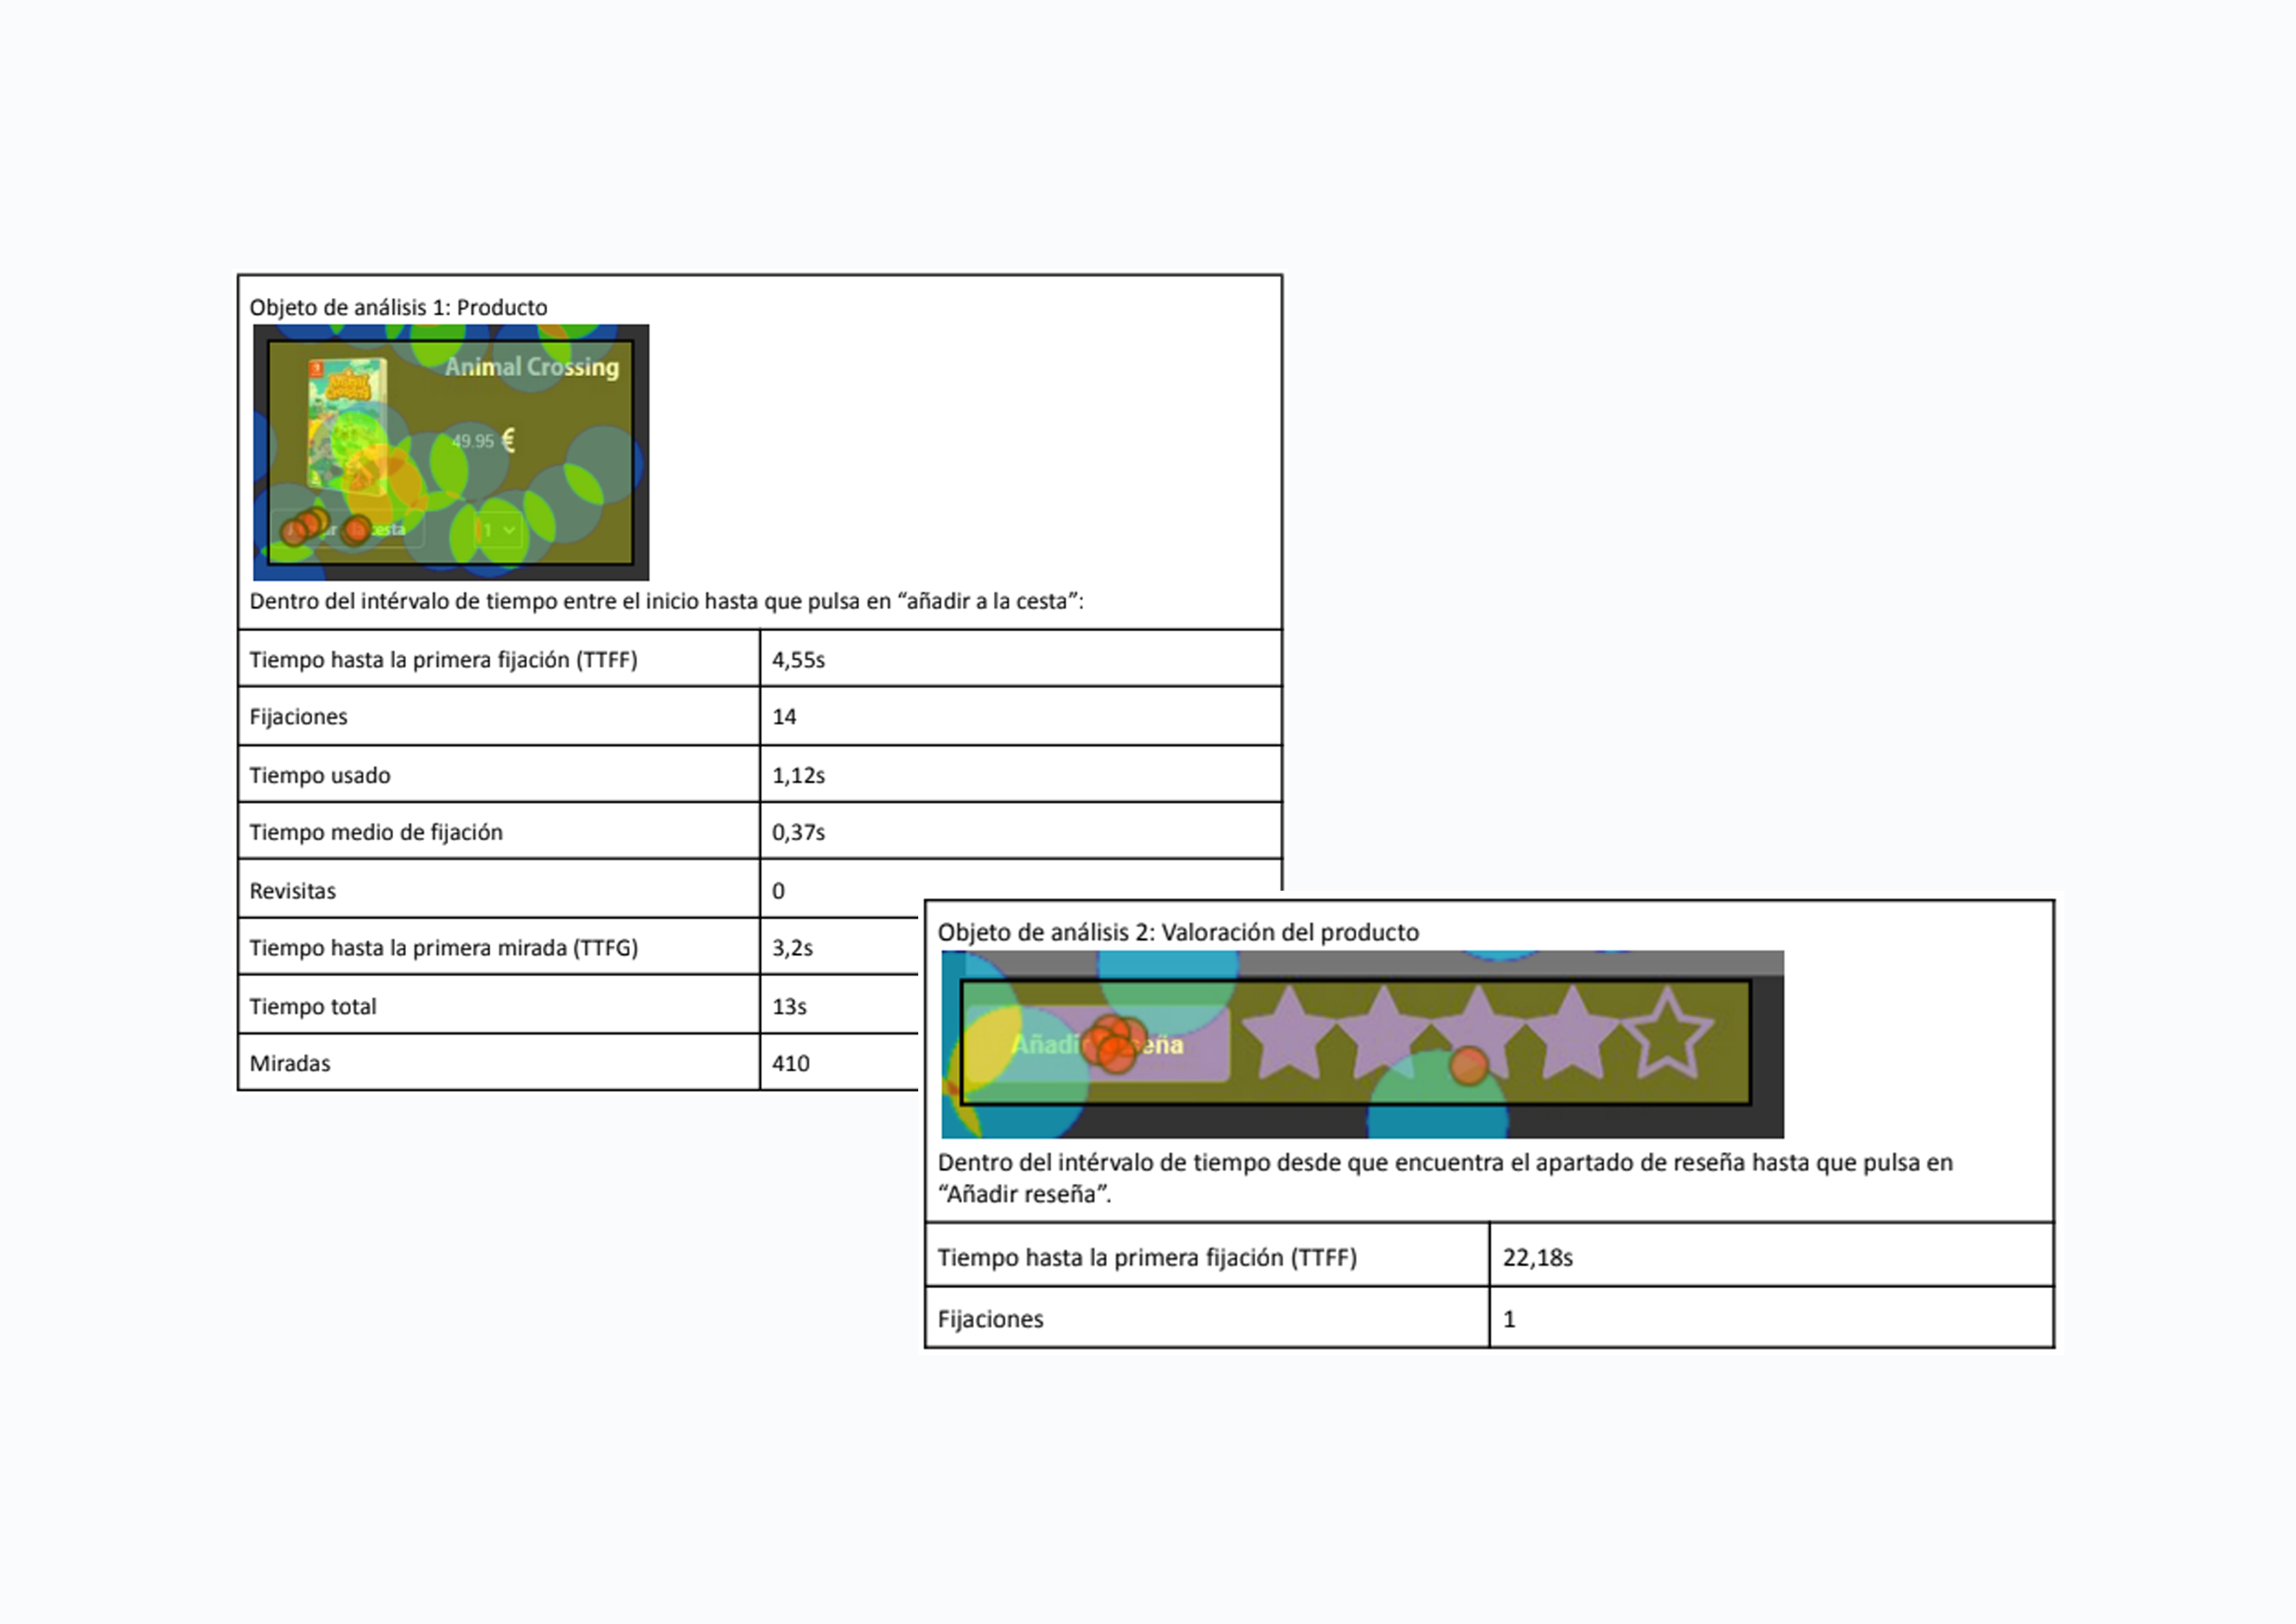 Objeto de análisis 1: Producto
Animal Crossing
49.95 €
cesta
1
Dentro del intérvalo de tiempo entre el inicio hasta que pulsa en “añadir a la cesta”:
Tiempo hasta la primera fijación (TTFF) 4,55s
Fijaciones 14
Tiempo usado 1,12s
Tiempo medio de fijación 0,37s
Revisitas 0
Tiempo hasta la primera mirada (TTFG) 3,2s
Tiempo total 13s
Miradas 410
Objeto de análisis 2: Valoración del producto
Añadir reseña
Dentro del intérvalo de tiempo desde que encuentra el apartado de reseña hasta que pulsa en
“Añadir reseña”.
Tiempo hasta la primera fijación (TTFF) 22,18s
Fijaciones 1